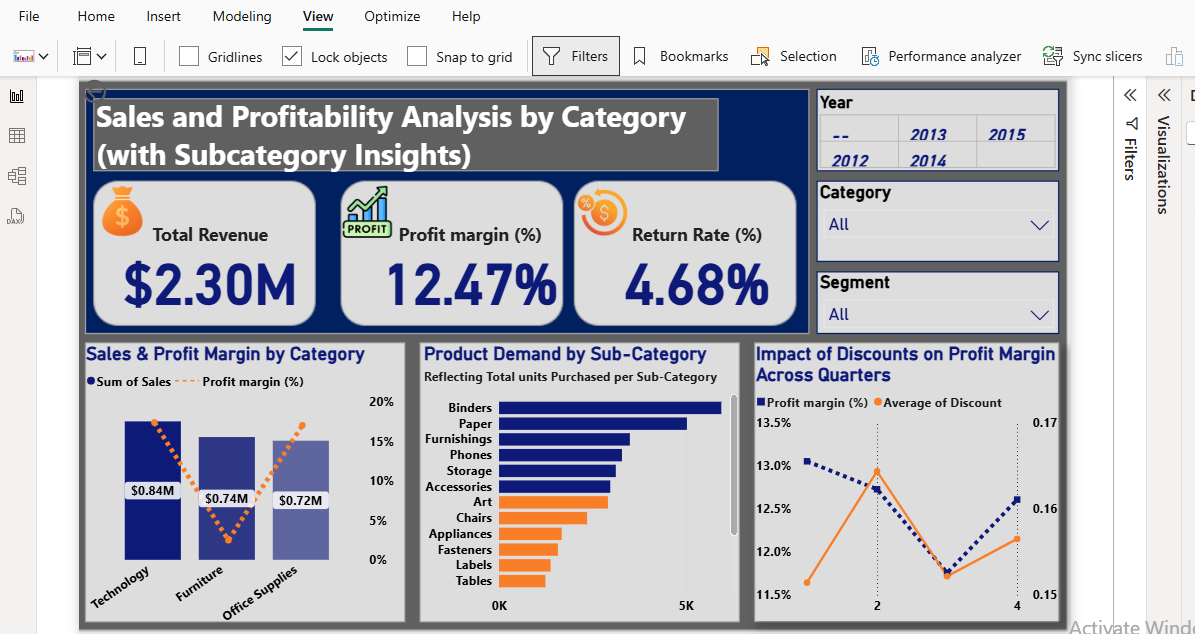 File Home Insert Modeling View Optimize Help
Gridlines Lock objects Snap to grid Filters Bookmarks Selection Performance analyzer Sync slicers
DAX
Sales and Profitability Analysis by Category
(with Subcategory Insights)
$
Total Revenue
$2.30M
PROFIT
Profit margin (%)
12.47%
% $
Return Rate (%)
4.68%
Year
-- 2013 2015
2012 2014
Category
All
Segment
All
Filters
Visualizations
Sales & Profit Margin by Category
Sum of Sales Profit margin (%)
20%
15%
10%
5%
0%
$0.84M $0.74M $0.72M
Technology Furniture Office Supplies
Product Demand by Sub-Category
Reflecting Total units Purchased per Sub-Category
Binders
Paper
Furnishings
Phones
Storage
Accessories
Art
Chairs
Appliances
Fasteners
Labels
Tables
0K 5K
Impact of Discounts on Profit Margin
Across Quarters
Profit margin (%) Average of Discount
13.5% 0.17
13.0%
12.5% 0.16
12.0%
11.5% 0.15
2 4
Activate Wind